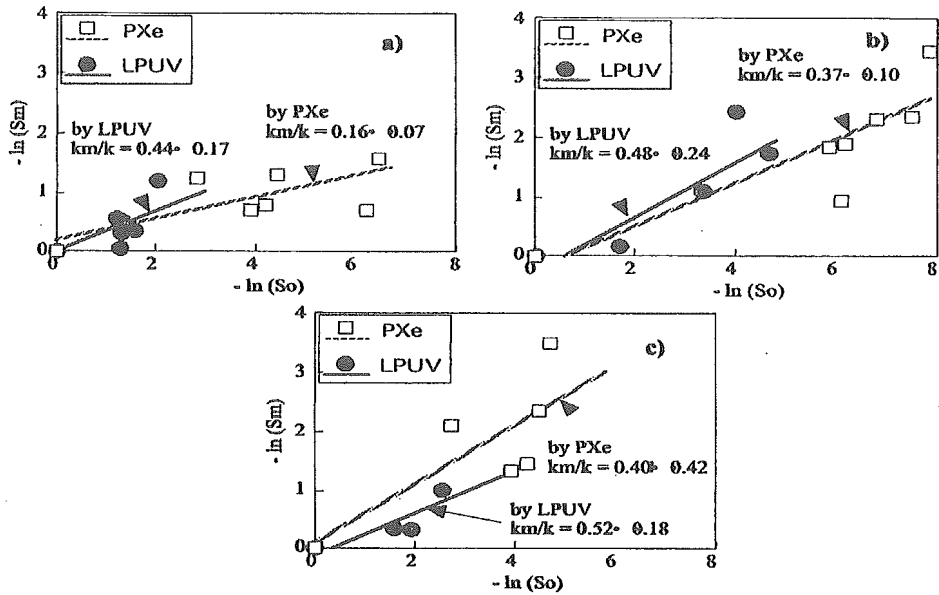 4
3
2
1
0
- ln (Sm)
PXe
LPUV
a)
by LPUV
km/k = 0.44• 0.17
by PXe
km/k = 0.16• 0.07
0
2
4
6
8
- ln (So)
4
3
2
1
0
- ln (Sm)
PXe
LPUV
b)
by PXe
km/k = 0.37• 0.10
by LPUV
km/k = 0.48• 0.24
0
2
4
6
8
- ln (So)
4
3
2
1
0
- ln (Sm)
PXe
LPUV
c)
by PXe
km/k = 0.40• 0.42
by LPUV
km/k = 0.52• 0.18
0
2
4
6
8
- ln (So)